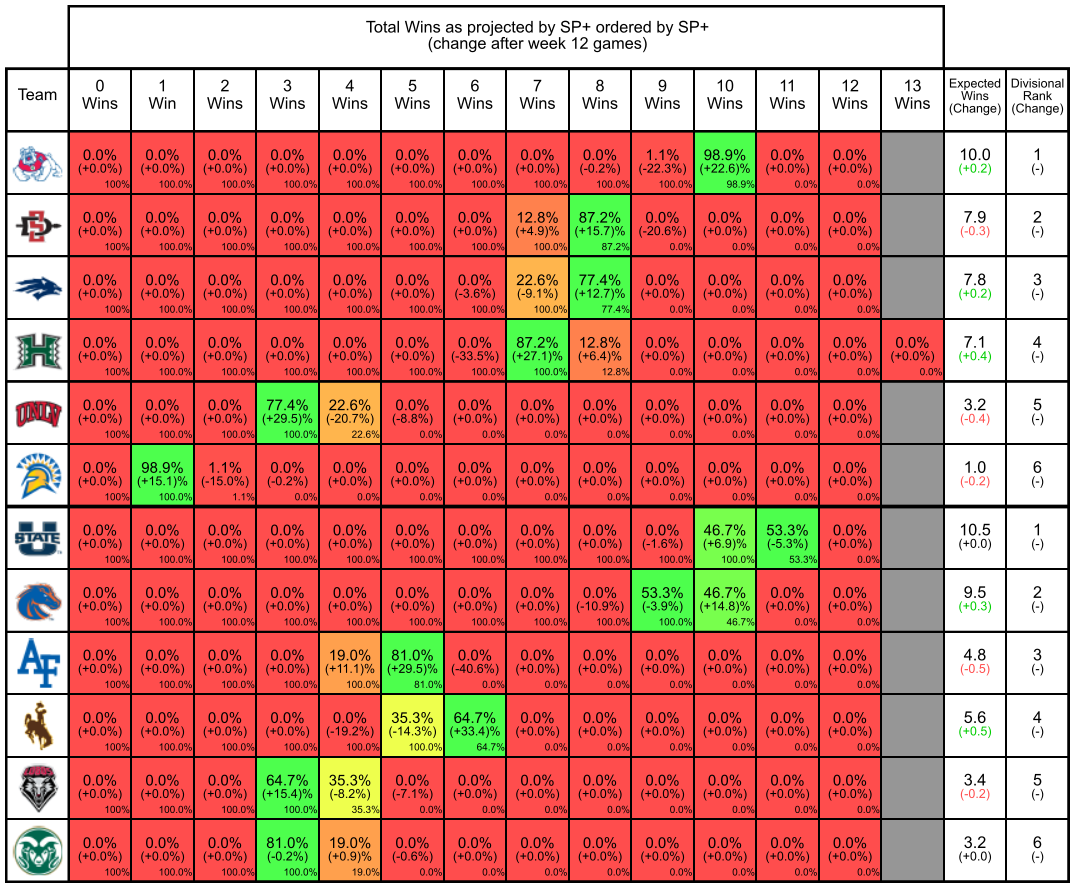 Total Wins as projected by SP+ ordered by SP+
(change after week 12 games)
Team 0 Wins 1 Win 2 Wins 3 Wins 4 Wins 5 Wins 6 Wins 7 Wins 8 Wins 9 Wins 10 Wins 11 Wins 12 Wins 13 Wins Expected Wins (Change) Divisional Rank (Change)
0.0% 0.0% 0.0% 0.0% 0.0% 0.0% 0.0% 0.0% 0.0% 1.1% 98.9% 0.0% 0.0% 10.0 1
(+0.0%) (+0.0%) (+0.0%) (+0.0%) (+0.0%) (+0.0%) (+0.0%) (+0.0%) (-0.2%) (-22.3%) (+22.6)% (+0.0%) (+0.0%) (+0.2) (-)
100% 100.0% 100.0% 100.0% 100.0% 100.0% 100.0% 100.0% 100.0% 100.0% 98.9% 0.0% 0.0%
SD 0.0% 0.0% 0.0% 0.0% 0.0% 0.0% 0.0% 12.8% 87.2% 0.0% 0.0% 0.0% 0.0% 7.9 2
(+0.0%) (+0.0%) (+0.0%) (+0.0%) (+0.0%) (+0.0%) (+0.0%) (+4.9)% (+15.7)% (-20.6%) (+0.0%) (+0.0%) (+0.0%) (-0.3) (-)
100% 100.0% 100.0% 100.0% 100.0% 100.0% 100.0% 100.0% 87.2% 0.0% 0.0% 0.0% 0.0%
0.0% 0.0% 0.0% 0.0% 0.0% 0.0% 0.0% 22.6% 77.4% 0.0% 0.0% 0.0% 0.0% 7.8 3
(+0.0%) (+0.0%) (+0.0%) (+0.0%) (+0.0%) (+0.0%) (-3.6%) (-9.1%) (+12.7)% (+0.0%) (+0.0%) (+0.0%) (+0.0%) (+0.2) (-)
100% 100.0% 100.0% 100.0% 100.0% 100.0% 100.0% 100.0% 77.4% 0.0% 0.0% 0.0% 0.0%
H 0.0% 0.0% 0.0% 0.0% 0.0% 0.0% 0.0% 87.2% 12.8% 0.0% 0.0% 0.0% 0.0% 0.0% 7.1 4
(+0.0%) (+0.0%) (+0.0%) (+0.0%) (+0.0%) (+0.0%) (-33.5%) (+27.1)% (+6.4)% (+0.0%) (+0.0%) (+0.0%) (+0.0%) (+0.0%) (+0.4) (-)
100% 100.0% 100.0% 100.0% 100.0% 100.0% 100.0% 100.0% 12.8% 0.0% 0.0% 0.0% 0.0% 0.0%
UNLV 0.0% 0.0% 0.0% 77.4% 22.6% 0.0% 0.0% 0.0% 0.0% 0.0% 0.0% 0.0% 0.0% 3.2 5
(+0.0%) (+0.0%) (+0.0%) (+29.5)% (-20.7%) (-8.8%) (+0.0%) (+0.0%) (+0.0%) (+0.0%) (+0.0%) (+0.0%) (+0.0%) (-0.4) (-)
100% 100.0% 100.0% 100.0% 22.6% 0.0% 0.0% 0.0% 0.0% 0.0% 0.0% 0.0% 0.0%
0.0% 98.9% 1.1% 0.0% 0.0% 0.0% 0.0% 0.0% 0.0% 0.0% 0.0% 0.0% 0.0% 1.0 6
(+0.0%) (+15.1)% (-15.0%) (-0.2%) (+0.0%) (+0.0%) (+0.0%) (+0.0%) (+0.0%) (+0.0%) (+0.0%) (+0.0%) (+0.0%) (-0.2) (-)
100% 100.0% 1.1% 0.0% 0.0% 0.0% 0.0% 0.0% 0.0% 0.0% 0.0% 0.0% 0.0%
U STATE 0.0% 0.0% 0.0% 0.0% 0.0% 0.0% 0.0% 0.0% 0.0% 0.0% 46.7% 53.3% 0.0% 10.5 1
(+0.0%) (+0.0%) (+0.0%) (+0.0%) (+0.0%) (+0.0%) (+0.0%) (+0.0%) (+0.0%) (-1.6%) (+6.9)% (-5.3%) (+0.0%) (+0.0) (-)
100% 100.0% 100.0% 100.0% 100.0% 100.0% 100.0% 100.0% 100.0% 100.0% 100.0% 53.3% 0.0%
0.0% 0.0% 0.0% 0.0% 0.0% 0.0% 0.0% 0.0% 0.0% 53.3% 46.7% 0.0% 0.0% 9.5 2
(+0.0%) (+0.0%) (+0.0%) (+0.0%) (+0.0%) (+0.0%) (+0.0%) (+0.0%) (-10.9%) (-3.9%) (+14.8)% (+0.0%) (+0.0%) (+0.3) (-)
100% 100.0% 100.0% 100.0% 100.0% 100.0% 100.0% 100.0% 100.0% 100.0% 46.7% 0.0% 0.0%
AF 0.0% 0.0% 0.0% 0.0% 19.0% 81.0% 0.0% 0.0% 0.0% 0.0% 0.0% 0.0% 0.0% 4.8 3
(+0.0%) (+0.0%) (+0.0%) (+0.0%) (+11.1)% (+29.5)% (-40.6%) (+0.0%) (+0.0%) (+0.0%) (+0.0%) (+0.0%) (+0.0%) (-0.5) (-)
100% 100.0% 100.0% 100.0% 100.0% 81.0% 0.0% 0.0% 0.0% 0.0% 0.0% 0.0% 0.0%
0.0% 0.0% 0.0% 0.0% 0.0% 35.3% 64.7% 0.0% 0.0% 0.0% 0.0% 0.0% 0.0% 5.6 4
(+0.0%) (+0.0%) (+0.0%) (+0.0%) (-19.2%) (-14.3%) (+33.4)% (+0.0%) (+0.0%) (+0.0%) (+0.0%) (+0.0%) (+0.0%) (+0.5) (-)
100% 100.0% 100.0% 100.0% 100.0% 100.0% 64.7% 0.0% 0.0% 0.0% 0.0% 0.0% 0.0%
0.0% 0.0% 0.0% 64.7% 35.3% 0.0% 0.0% 0.0% 0.0% 0.0% 0.0% 0.0% 0.0% 3.4 5
(+0.0%) (+0.0%) (+0.0%) (+15.4)% (-8.2%) (-7.1%) (+0.0%) (+0.0%) (+0.0%) (+0.0%) (+0.0%) (+0.0%) (+0.0%) (-0.2) (-)
100% 100.0% 100.0% 100.0% 35.3% 0.0% 0.0% 0.0% 0.0% 0.0% 0.0% 0.0% 0.0%
0.0% 0.0% 0.0% 81.0% 19.0% 0.0% 0.0% 0.0% 0.0% 0.0% 0.0% 0.0% 0.0% 3.2 6
(+0.0%) (+0.0%) (+0.0%) (-0.2%) (+0.9)% (-0.6%) (+0.0%) (+0.0%) (+0.0%) (+0.0%) (+0.0%) (+0.0%) (+0.0%) (+0.0) (-)
100% 100.0% 100.0% 100.0% 19.0% 0.0% 0.0% 0.0% 0.0% 0.0% 0.0% 0.0% 0.0%